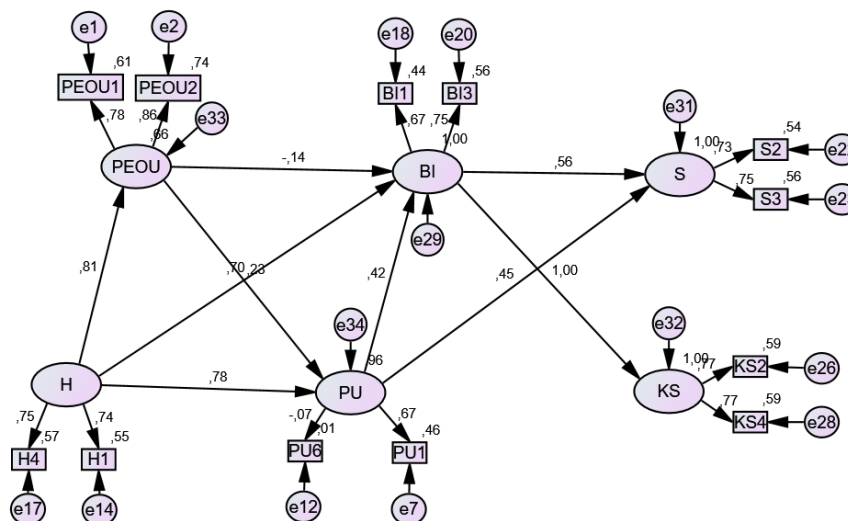 e1
e2
,61
,74
PEOU1
PEOU2
,78
,86
e33
,66
PEOU
e18
e20
,44
,56
BI1
BI3
,67
,75
1,00
BI
-,14
e29
,56
e31
1,00
,73
,54
S2
S
,75
,56
S3
,81
,70
,23
,42
,45
1,00
e34
,96
PU
H
,78
-,07
,01
PU6
e12
,67
,46
PU1
e7
,75
,57
H4
e17
,74
,55
H1
e14
e32
1,00
,77
,59
KS2
e26
KS
,77
,59
KS4
e28